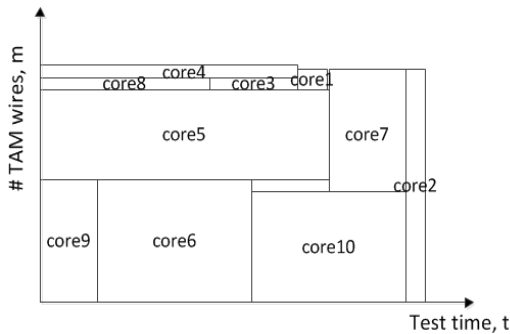 # TAM wires, m
core4
core8
core3
core1
core5
core7
core2
core9
core6
core10
Test time, t